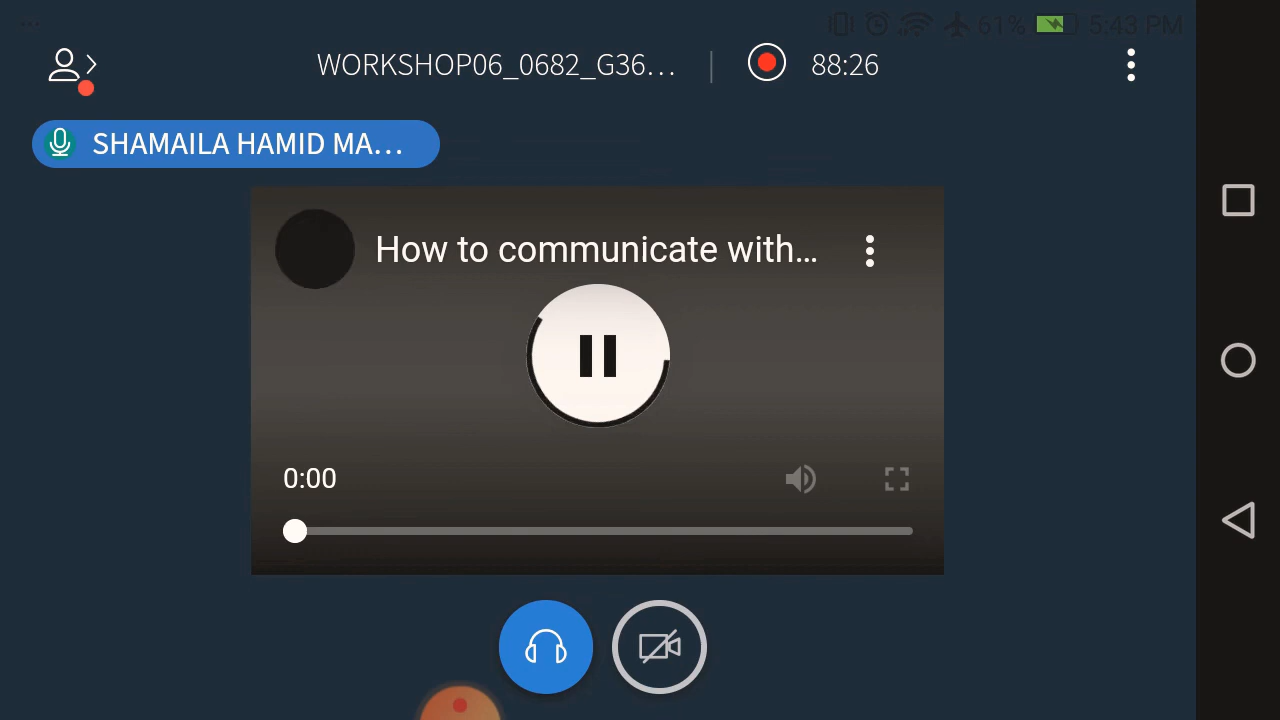 61% 5:43 PM
WORKSHOP06_0682_G36... 88:26
SHAMAILA HAMID MA...
How to communicate with...
0:00